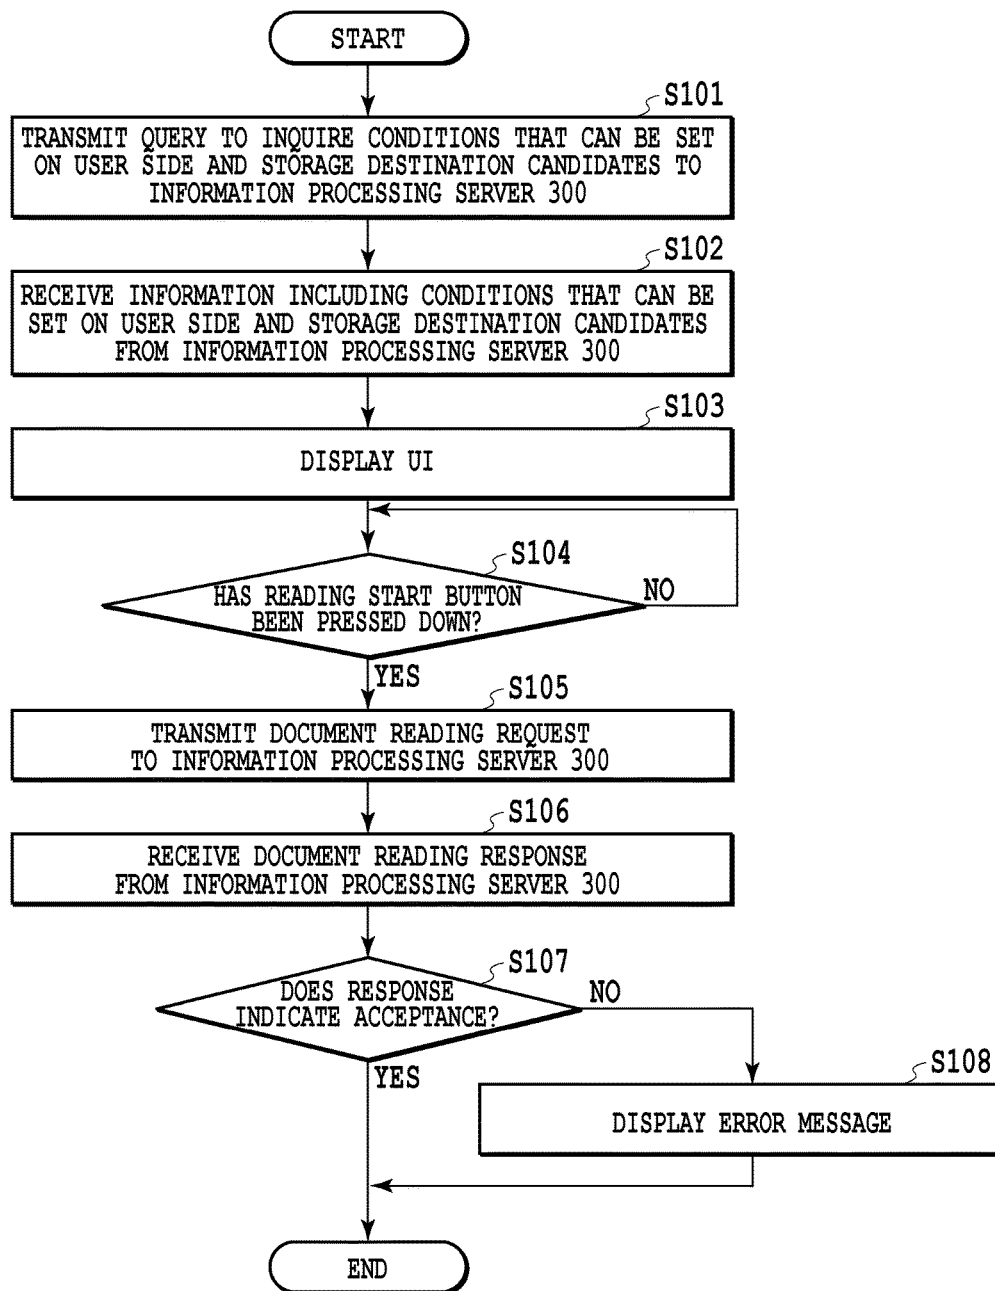 START
S101
TRANSMIT QUERY TO INQUIRE CONDITIONS THAT CAN BE SET
ON USER SIDE AND STORAGE DESTINATION CANDIDATES TO
INFORMATION PROCESSING SERVER 300
S102
RECEIVE INFORMATION INCLUDING CONDITIONS THAT CAN BE
SET ON USER SIDE AND STORAGE DESTINATION CANDIDATES
FROM INFORMATION PROCESSING SERVER 300
S103
DISPLAY UI
S104
HAS READING START BUTTON
BEEN PRESSED DOWN?
NO
YES
S105
TRANSMIT DOCUMENT READING REQUEST
TO INFORMATION PROCESSING SERVER 300
S106
RECEIVE DOCUMENT READING RESPONSE
FROM INFORMATION PROCESSING SERVER 300
S107
DOES RESPONSE
INDICATE ACCEPTANCE?
NO
YES
S108
DISPLAY ERROR MESSAGE
END